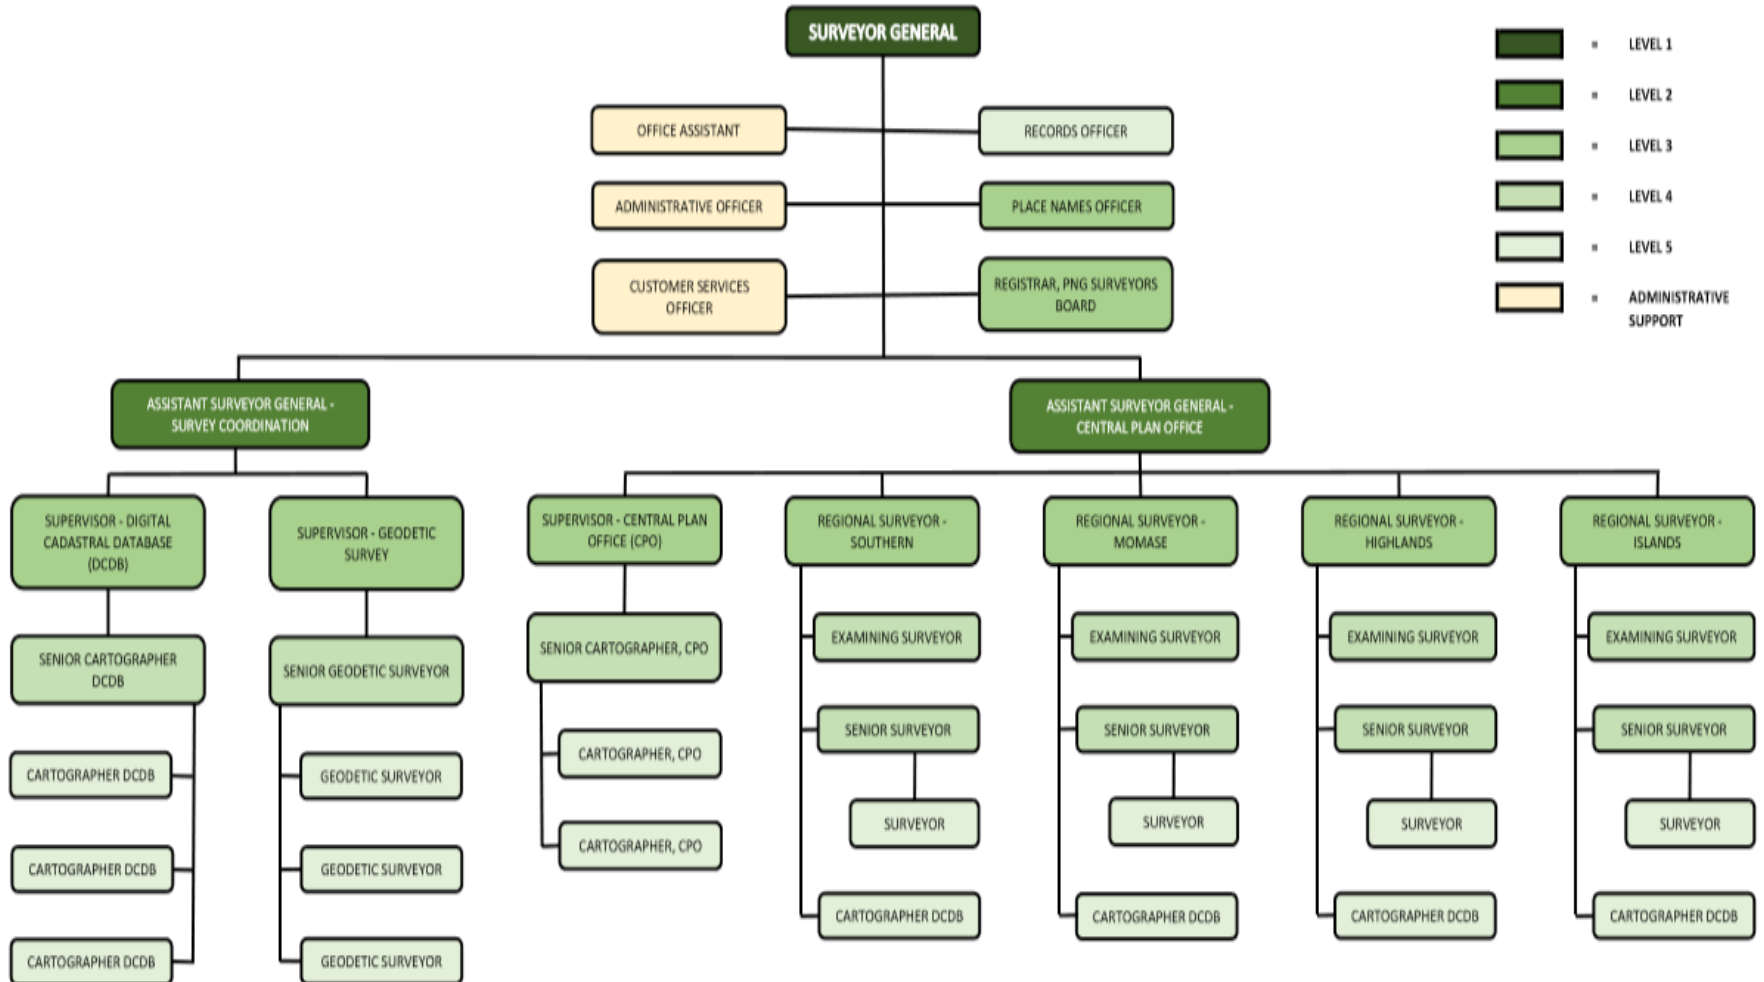 SURVEYOR GENERAL
OFFICE ASSISTANT
RECORDS OFFICER
ADMINISTRATIVE OFFICER
PLACE NAMES OFFICER
CUSTOMER SERVICES
OFFICER
REGISTRAR, PNG SURVEYORS
BOARD
= LEVEL 1
= LEVEL 2
= LEVEL 3
= LEVEL 4
= LEVEL 5
= ADMINISTRATIVE
SUPPORT
ASSISTANT SURVEYOR GENERAL -
SURVEY COORDINATION
ASSISTANT SURVEYOR GENERAL -
CENTRAL PLAN OFFICE
SUPERVISOR - DIGITAL
CADASTRAL DATABASE
(DCDB)
SUPERVISOR - GEODETIC
SURVEY
SUPERVISOR - CENTRAL PLAN
OFFICE (CPO)
REGIONAL SURVEYOR -
SOUTHERN
REGIONAL SURVEYOR -
MOMASE
REGIONAL SURVEYOR -
HIGHLANDS
REGIONAL SURVEYOR -
ISLANDS
SENIOR CARTOGRAPHER
DCDB
SENIOR GEODETIC SURVEYOR
SENIOR CARTOGRAPHER, CPO
EXAMINING SURVEYOR
EXAMINING SURVEYOR
EXAMINING SURVEYOR
EXAMINING SURVEYOR
SENIOR SURVEYOR
SENIOR SURVEYOR
SENIOR SURVEYOR
SENIOR SURVEYOR
CARTOGRAPHER DCDB
GEODETIC SURVEYOR
CARTOGRAPHER, CPO
SURVEYOR
SURVEYOR
SURVEYOR
SURVEYOR
CARTOGRAPHER DCDB
GEODETIC SURVEYOR
CARTOGRAPHER, CPO
CARTOGRAPHER DCDB
CARTOGRAPHER DCDB
CARTOGRAPHER DCDB
CARTOGRAPHER DCDB
CARTOGRAPHER DCDB
GEODETIC SURVEYOR